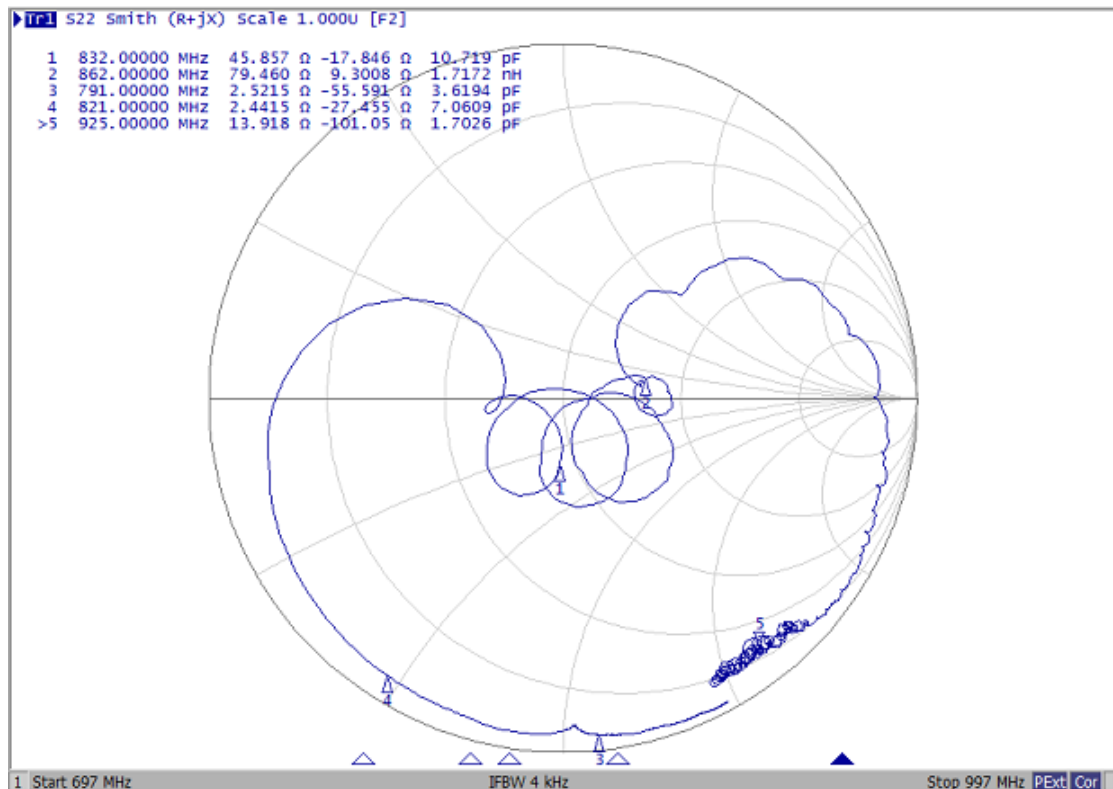 Tr1 S22 Smith (R+jX) Scale 1.000U [F2]
1 832.00000 MHz 45.857 Ω -17.846 Ω 10.719 pF
2 862.00000 MHz 79.460 Ω 9.3008 Ω 1.7172 nH
3 791.00000 MHz 2.5215 Ω -55.591 Ω 3.6194 pF
4 821.00000 MHz 2.4415 Ω -27.455 Ω 7.0609 pF
>5 925.00000 MHz 13.918 Ω -101.05 Ω 1.7026 pF
2
1
5
4
3
1 Start 697 MHz IFBW 4 kHz Stop 997 MHz PExt Cor